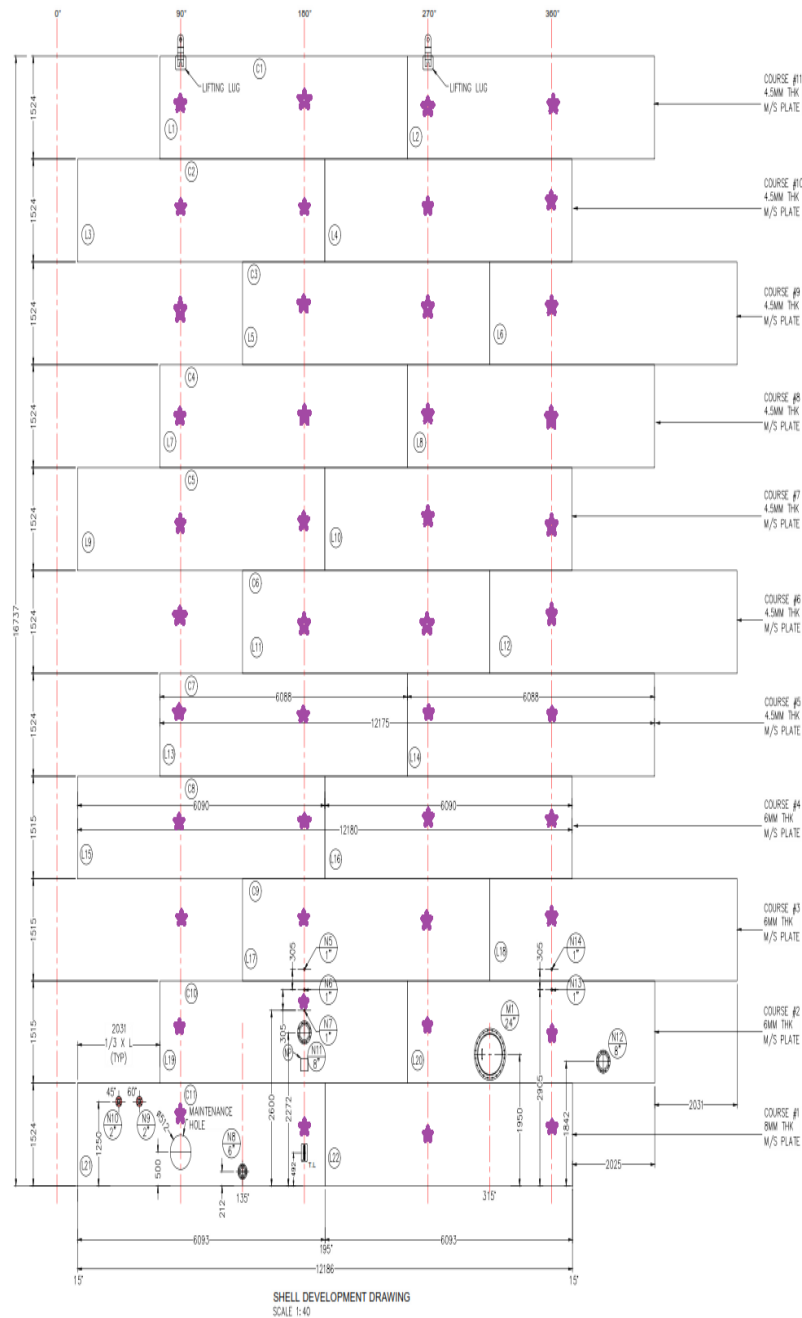 0° 90° 180° 270° 360°
LIFTING LUG LIFTING LUG
C1
1524 L1 L2
COURSE #11
4.5MM THK
M/S PLATE
C2
1524 L3 L4
COURSE #10
4.5MM THK
M/S PLATE
C3
1524 L5 L6
COURSE #9
4.5MM THK
M/S PLATE
C4
1524 L7 L8
COURSE #8
4.5MM THK
M/S PLATE
C5
1524 L9 L10
COURSE #7
4.5MM THK
M/S PLATE
16737
C6
1524 L11 L12
COURSE #6
4.5MM THK
M/S PLATE
C7
6088 6088
12175
1524 L13 L14
COURSE #5
4.5MM THK
M/S PLATE
C8
6090 6090
12180
1515 L15 L16
COURSE #4
6MM THK
M/S PLATE
C9
1515 L17 L18
COURSE #3
6MM THK
M/S PLATE
305 N5 1" 305 N14 1"
C10
N6 1" N13 1"
305 N7 1"
M1 24"
2031
1/3 X L
(TYP)
1515 L19 NP N11 8" L20 N12 8"
COURSE #2
6MM THK
M/S PLATE
2600 2272 1950 2905 1842
2031
45° 60° C11
N10 2" N9 2"
Ø512
MAINTENANCE
HOLE
N8 6"
1524 1250 500 212 492 T.L
L21 L22
COURSE #1
8MM THK
M/S PLATE
2025
135° 315°
6093 6093
195°
12186
15° 15°
SHELL DEVELOPMENT DRAWING
SCALE 1:40